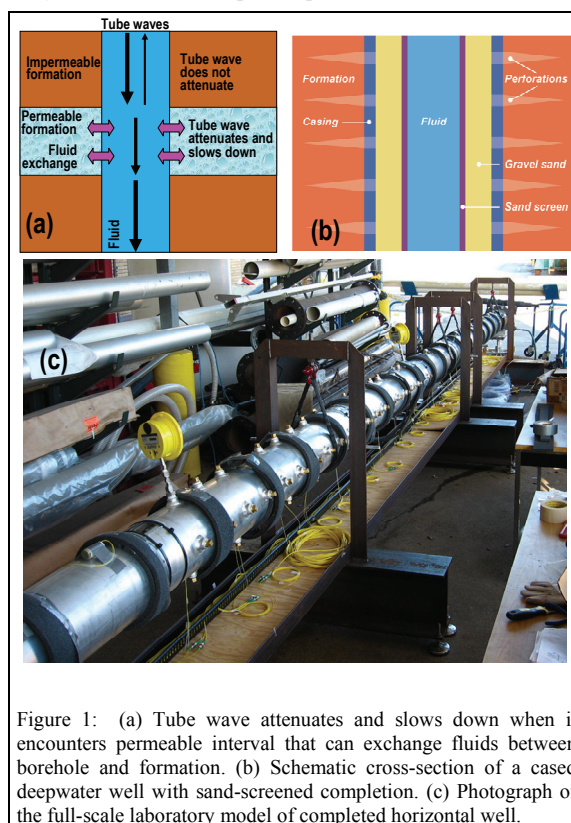 Tube waves
Impermeable formation
Tube wave does not attenuate
Permeable formation
Fluid exchange
Tube wave attenuates and slows down
Fluid
(a)
Formation
Perforations
Casing
Fluid
Gravel sand
Sand screen
(b)
(c)
Figure 1: (a) Tube wave attenuates and slows down when i
encounters permeable interval that can exchange fluids between
borehole and formation. (b) Schematic cross-section of a cased
deepwater well with sand-screened completion. (c) Photograph o
the full-scale laboratory model of completed horizontal well.